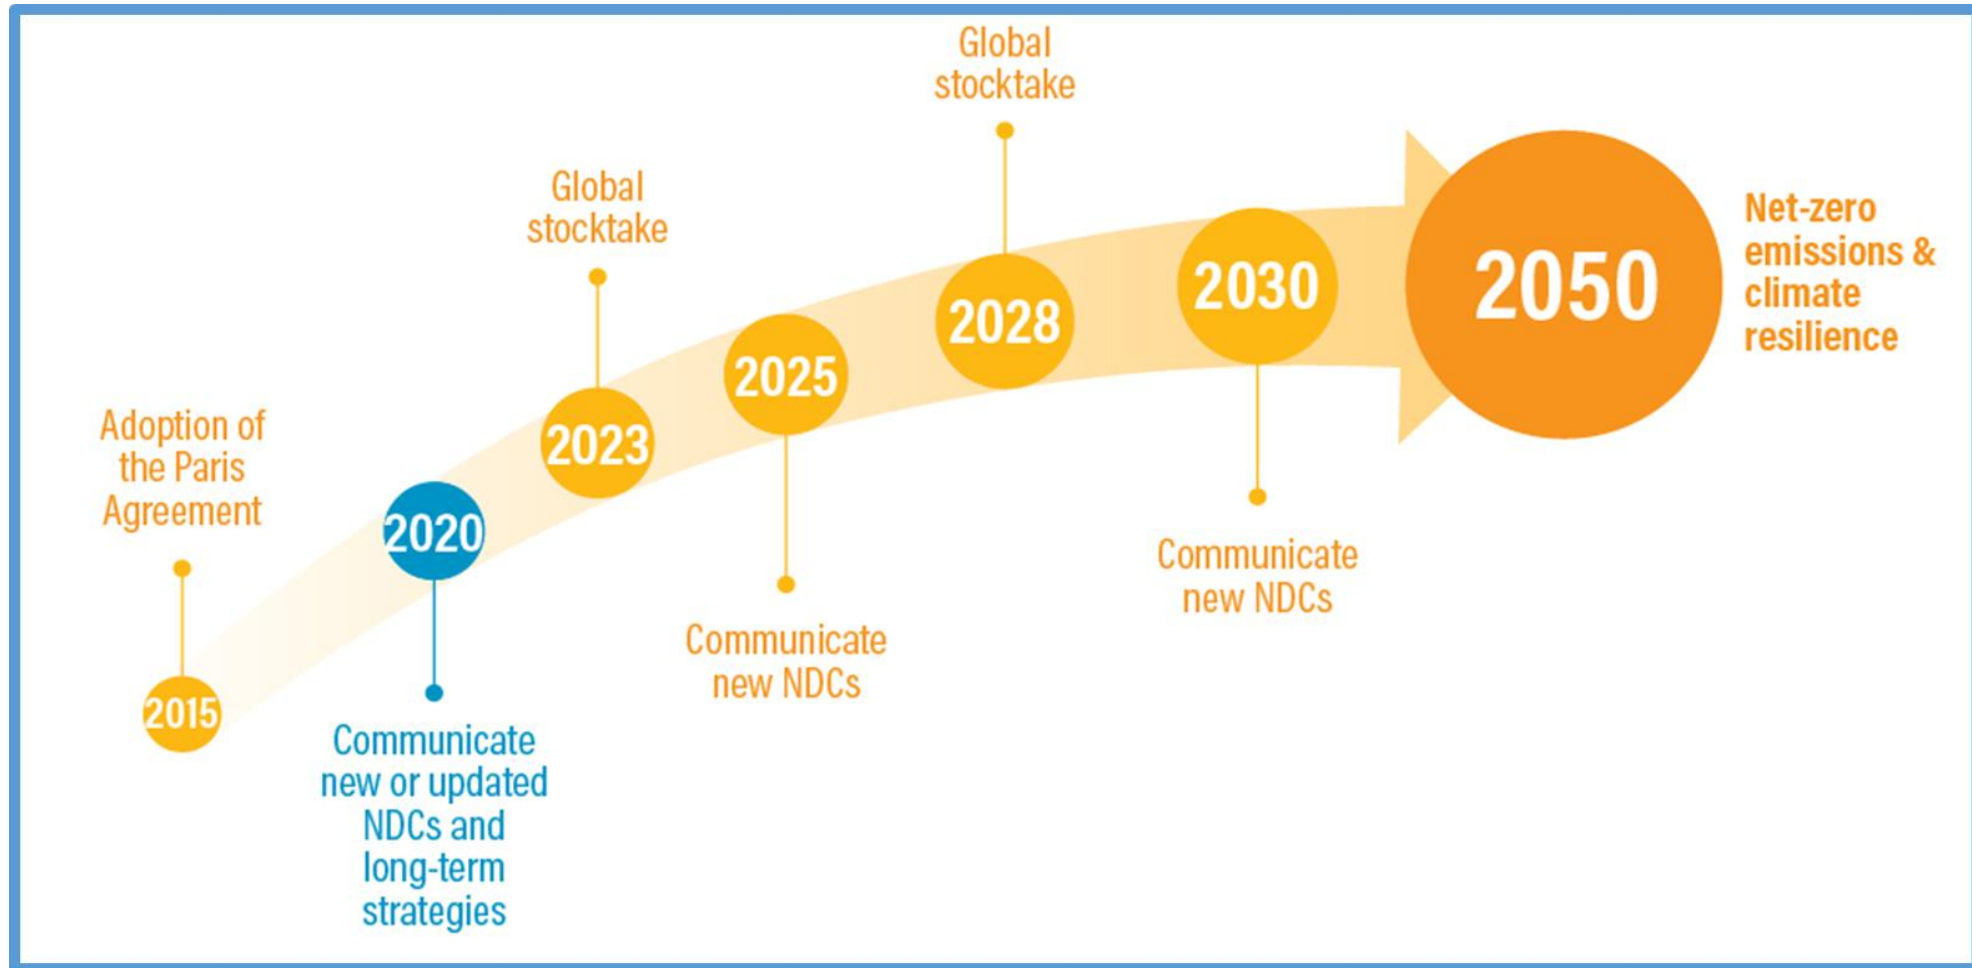 Adoption of
the Paris
Agreement
2015
2020
Communicate
new or updated
NDCs and
long-term
strategies
Global
stocktake
2023
2025
Communicate
new NDCs
Global
stocktake
2028
2030
Communicate
new NDCs
2050
Net-zero
emissions &
climate
resilience